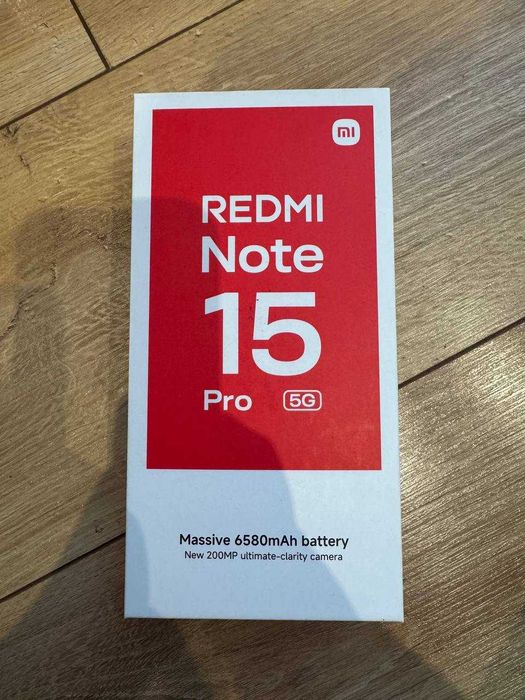 mi
REDMI
Note
15
Pro 5G
Massive 6580mAh battery
New 200MP ultimate-clarity camera